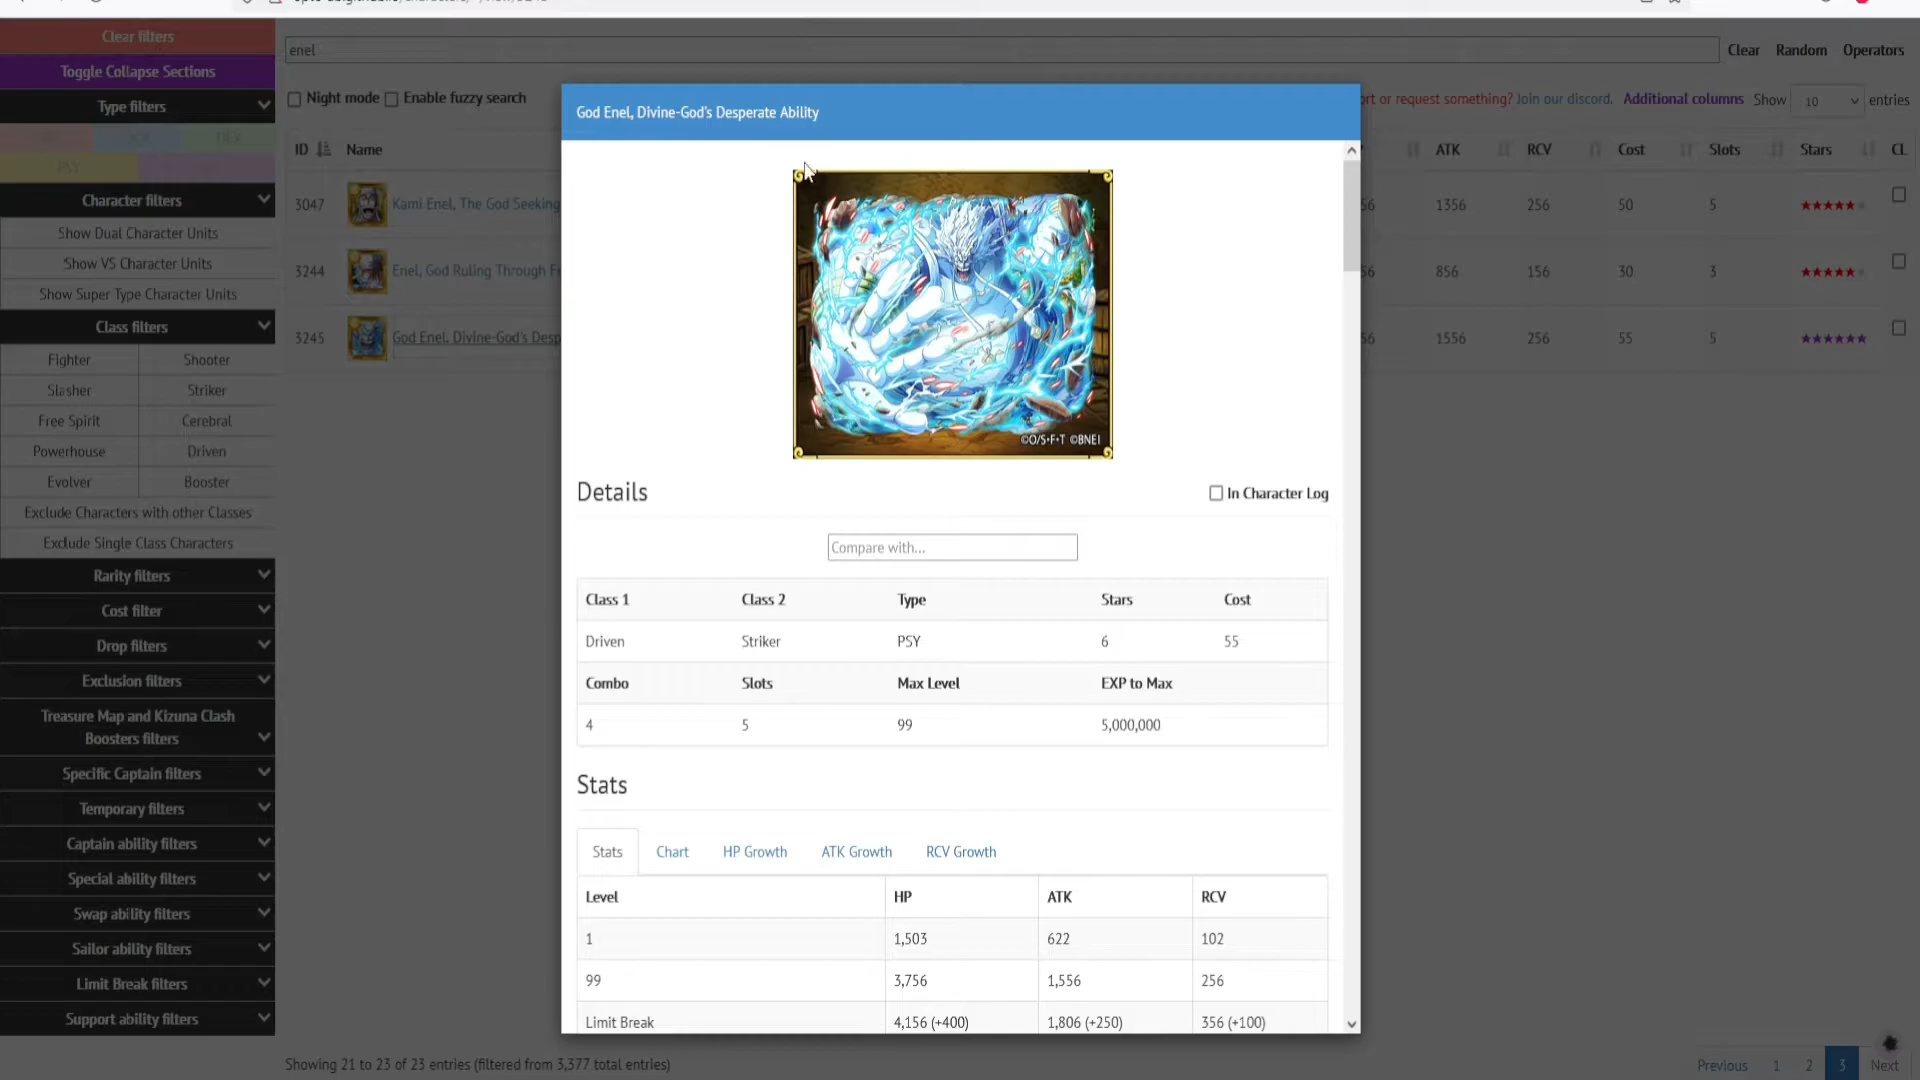 Clear filters
enel
Clear Random Operators
Toggle Collapse Sections
Night mode Enable fuzzy search
rt or request something? Join our discord. Additional columns Show 10 entries
Type filters
DEX
PSY
ID Name ATK RCV Cost Slots Stars CL
3047 Kami Enel, The God Seeking 56 1356 256 50 5 ★★★★★★
3244 Enel, God Ruling Through Fe 56 856 156 30 3 ★★★★★★
3245 God Enel, Divine-God's Desp 56 1556 256 55 5 ★★★★★★
Character filters
Show Dual Character Units
Show VS Character Units
Show Super Type Character Units
Class filters
Fighter Shooter
Slasher Striker
Free Spirit Cerebral
Powerhouse Driven
Evolver Booster
Exclude Characters with other Classes
Exclude Single Class Characters
Rarity filters
Cost filter
Drop filters
Exclusion filters
Treasure Map and Kizuna Clash
Boosters filters
Specific Captain filters
Temporary filters
Captain ability filters
Special ability filters
Swap ability filters
Sailor ability filters
Limit Break filters
Support ability filters
God Enel, Divine-God's Desperate Ability
©O/S•F•T ©BNEI
Details
In Character Log
Compare with...
Class 1 Class 2 Type Stars Cost
Driven Striker PSY 6 55
Combo Slots Max Level EXP to Max
4 5 99 5,000,000
Stats
Stats Chart HP Growth ATK Growth RCV Growth
Level HP ATK RCV
1 1,503 622 102
99 3,756 1,556 256
Limit Break 4,156 (+400) 1,806 (+250) 356 (+100)
Showing 21 to 23 of 23 entries (filtered from 3,377 total entries)
Previous 1 2 3 Next